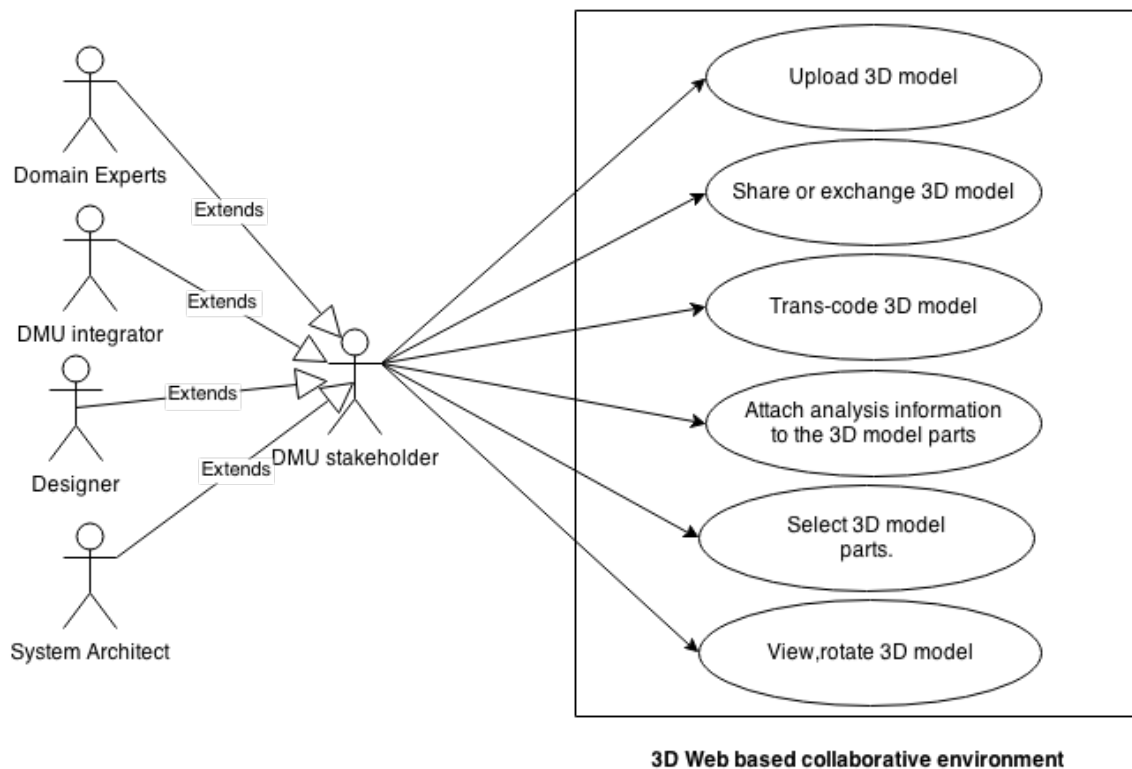 Domain Experts
Extends
DMU integrator
Extends
Designer
Extends
System Architect
Extends
DMU stakeholder
Upload 3D model
Share or exchange 3D model
Trans-code 3D model
Attach analysis information
to the 3D model parts
Select 3D model
parts.
View,rotate 3D model
3D Web based collaborative environment